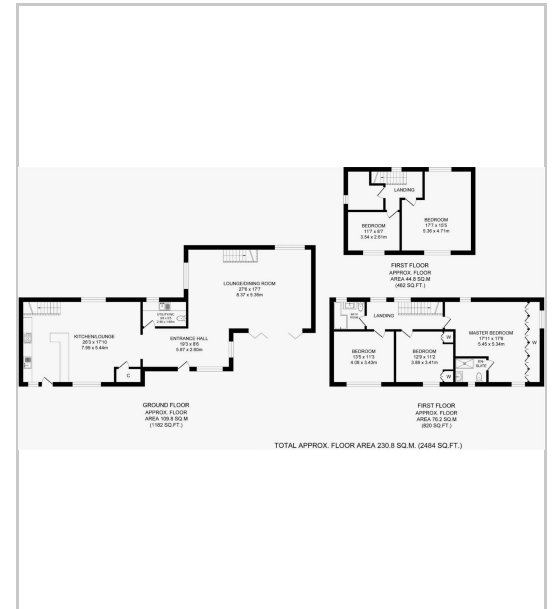 LANDING
BEDROOM
11'7 x 8'7
3.54 x 2.61m
BEDROOM
17'7 x 15'5
5.36 x 4.71m
FIRST FLOOR
APPROX. FLOOR
AREA 44.8 SQ.M
(482 SQ.FT.)
LOUNGE/DINING ROOM
27'6 x 17'7
8.37 x 5.36m
UTILITY/WC
KITCHEN/LOUNGE
26'3 x 17'10
7.99 x 5.44m
ENTRANCE HALL
19'3 x 8'6
5.87 x 2.60m
C
GROUND FLOOR
APPROX. FLOOR
AREA 109.8 SQ.M
(1182 SQ.FT.)
LANDING
MASTER BEDROOM
17'11 x 17'6
5.45 x 5.34m
W
BEDROOM
13'5 x 11'3
4.08 x 3.43m
BEDROOM
12'8 x 11'2
3.86 x 3.41m
W
W
EN-
SUITE
FIRST FLOOR
APPROX. FLOOR
AREA 76.2 SQ.M
(820 SQ.FT.)
TOTAL APPROX. FLOOR AREA 230.8 SQ.M. (2484 SQ.FT.)